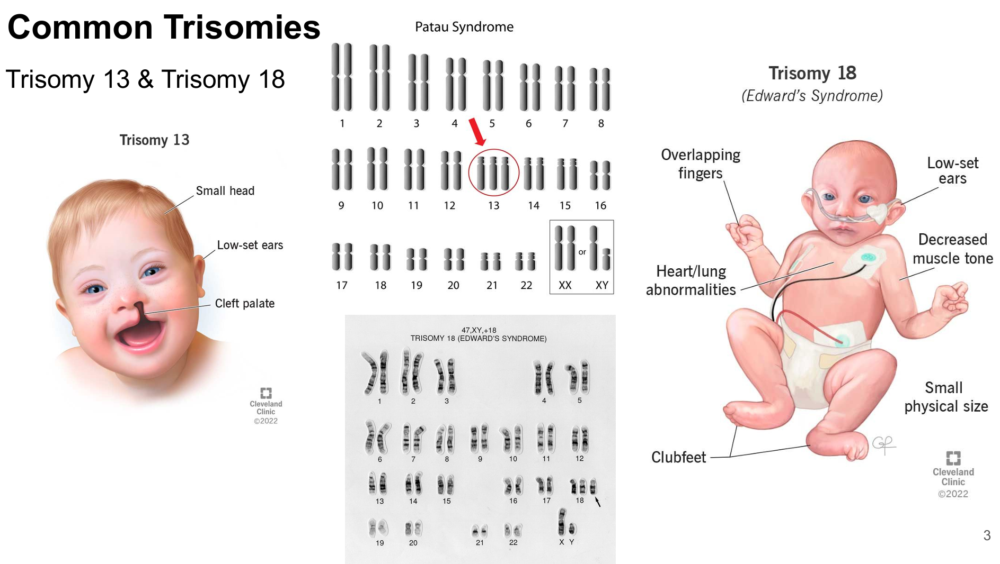 Common Trisomies
Trisomy 13 & Trisomy 18
Trisomy 13
Small head
Low-set ears
Cleft palate
Cleveland
Clinic
©2022
Patau Syndrome
1 2 3 4 5 6 7 8
9 10 11 12 13 14 15 16
or
17 18 19 20 21 22 XX XY
47,XY,+18
TRISOMY 18 (EDWARD'S SYNDROME)
1 2 3 4 5
6 7 8 9 10 11 12
13 14 15 16 17 18
19 20 21 22 X Y
Trisomy 18
(Edward's Syndrome)
Overlapping
fingers
Low-set
ears
Decreased
muscle tone
Heart/lung
abnormalities
Small
physical size
Clubfeet
Cleveland
Clinic
©2022
3